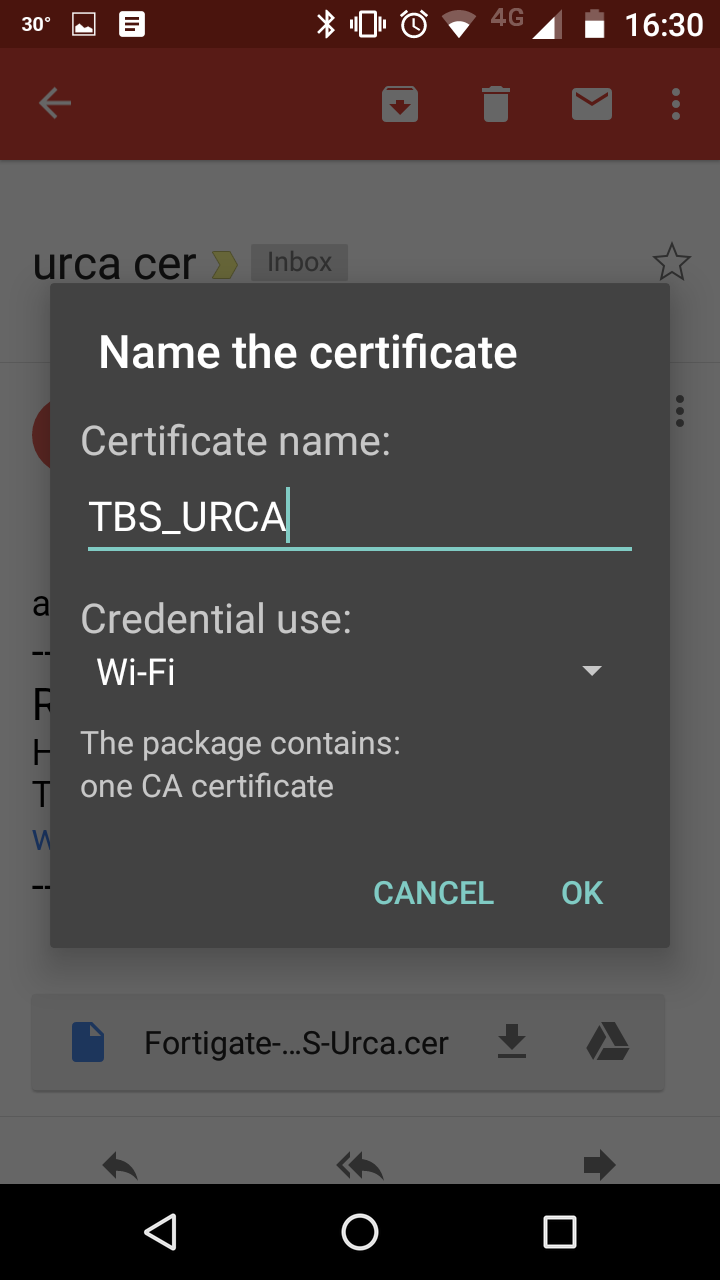 30° 4G 16:30
urca cer Inbox
Name the certificate
Certificate name:
TBS_URCA
Credential use:
Wi-Fi
The package contains:
one CA certificate
CANCEL OK
a
--
R
H
T
w
--
Fortigate-...S-Urca.cer